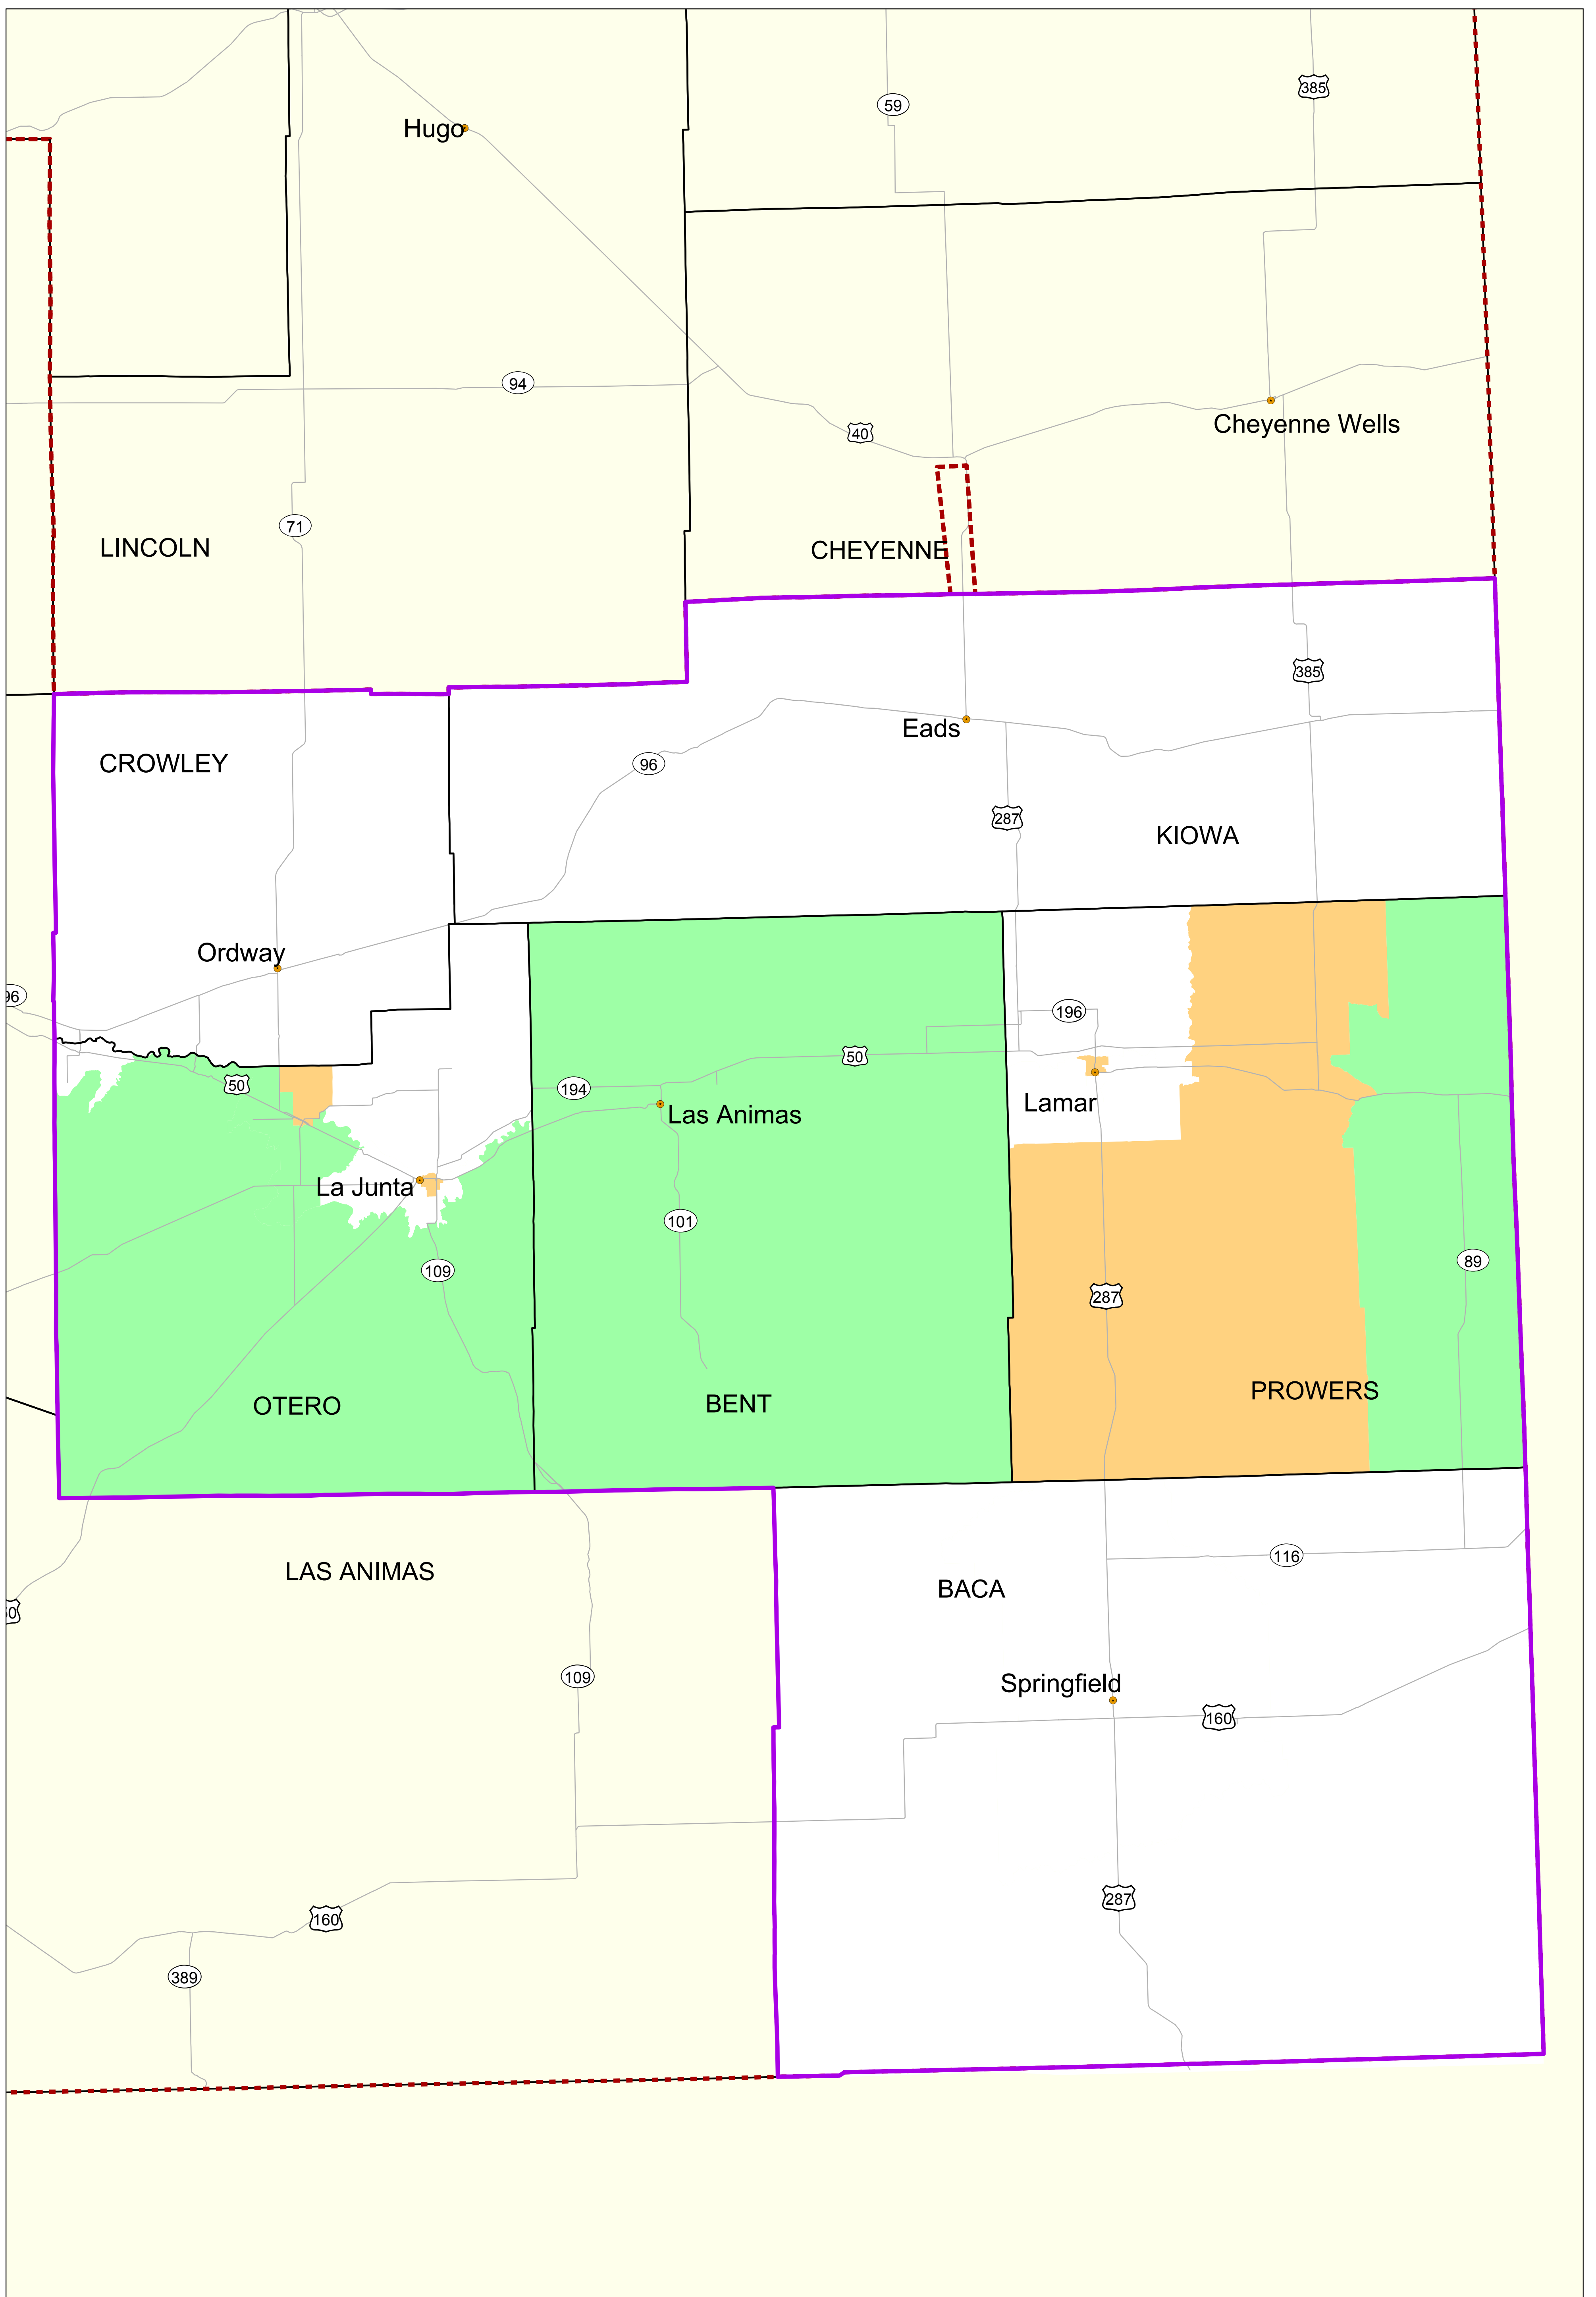 385
59
Hugo
94
Cheyenne Wells
40
71
LINCOLN
CHEYENNE
385
Eads
CROWLEY
96
287
KIOWA
Ordway
96
196
50
50
194
Lamar
Las Animas
La Junta
101
89
109
287
PROWERS
BENT
OTERO
116
LAS ANIMAS
BACA
109
Springfield
160
287
160
389